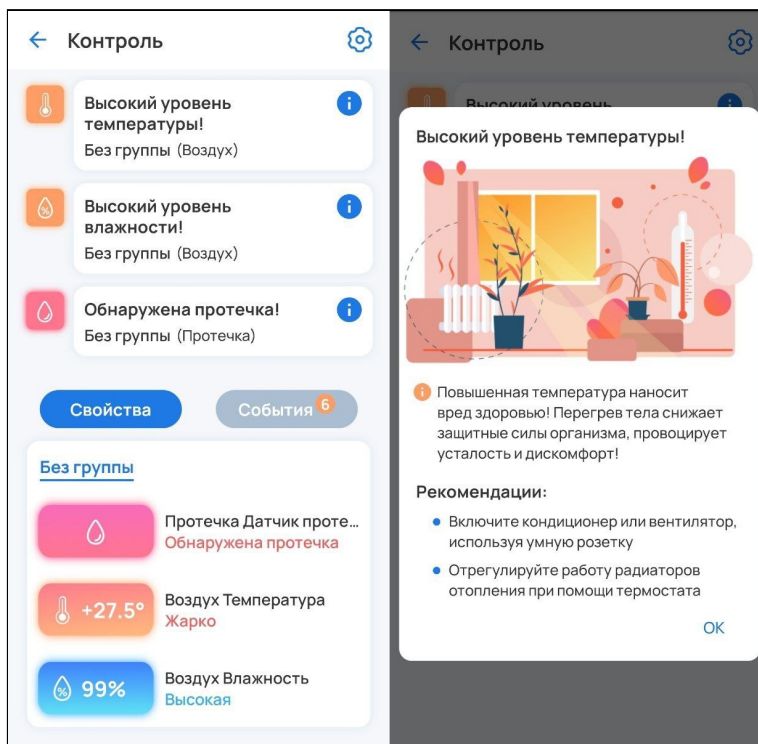 Контроль
Высокий уровень
температуры!
Без группы (Воздух)
%
Высокий уровень
влажности!
Без группы (Воздух)
Обнаружена протечка!
Без группы (Протечка)
Свойства
События 6
Без группы
Протечка Датчик проте...
Обнаружена протечка
+27.5°
Воздух Температура
Жарко
%
99%
Воздух Влажность
Высокая
Контроль
Высокий уровень
Высокий уровень температуры!
Повышенная температура наносит
вред здоровью! Перегрев тела снижает
защитные силы организма, провоцирует
усталость и дискомфорт!
Рекомендации:
Включите кондиционер или вентилятор,
используя умную розетку
Отрегулируйте работу радиаторов
отопления при помощи термостата
ОК